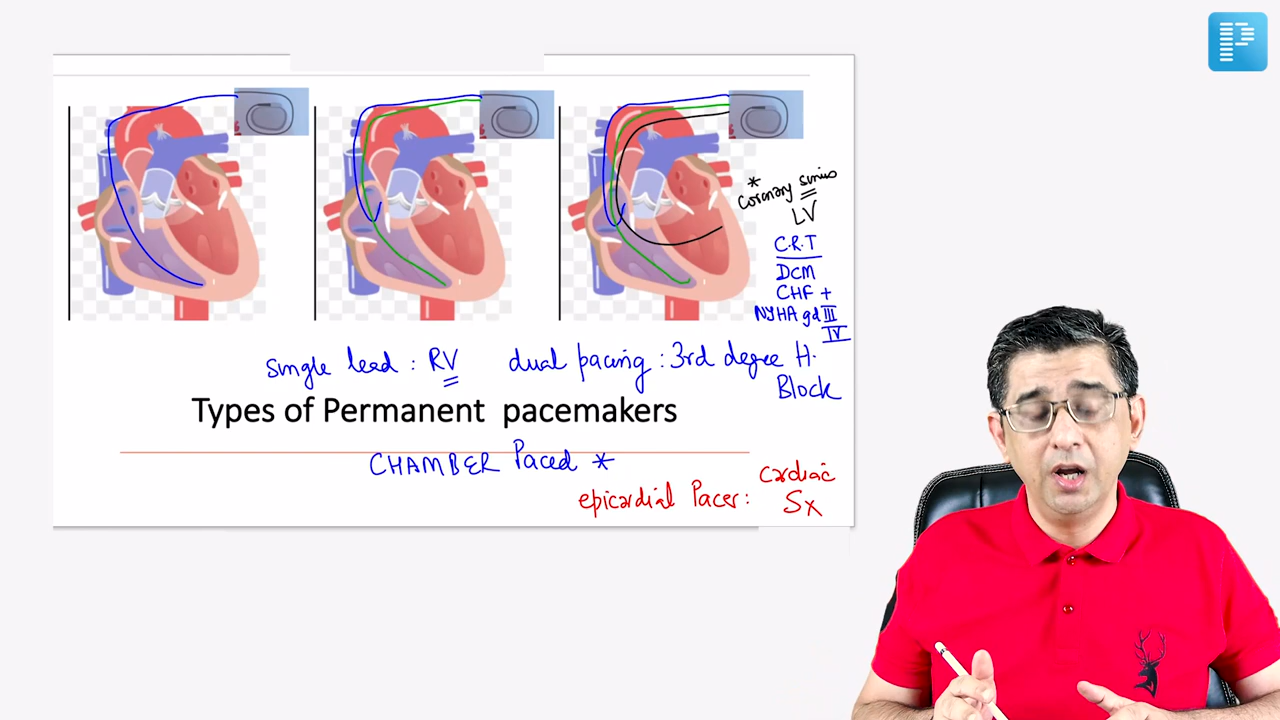 *
coronary sinus
LV
C.R.T
DCM
CHF +
NYHA gd III
IV
single lead : RV
dual pacing : 3rd degree H.
Block
Types of Permanent pacemakers
CHAMBER Paced *
cardiac
epicardial Pacer:
Sx